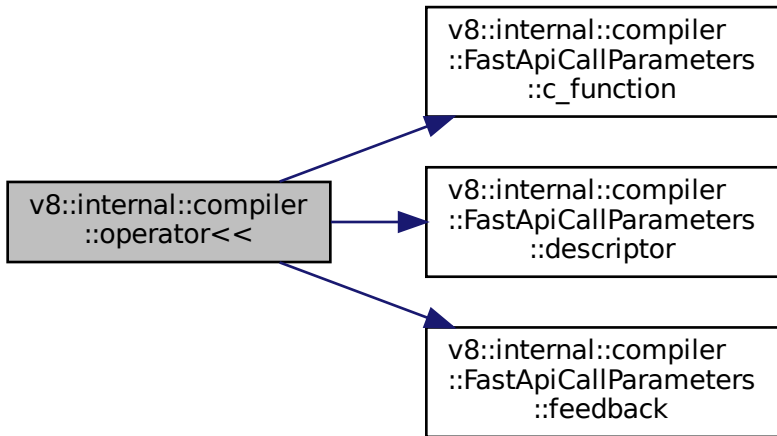 v8::internal::compiler
::FastApiCallParameters
::c_function
v8::internal::compiler
::operator<<
v8::internal::compiler
::FastApiCallParameters
::descriptor
v8::internal::compiler
::FastApiCallParameters
::feedback